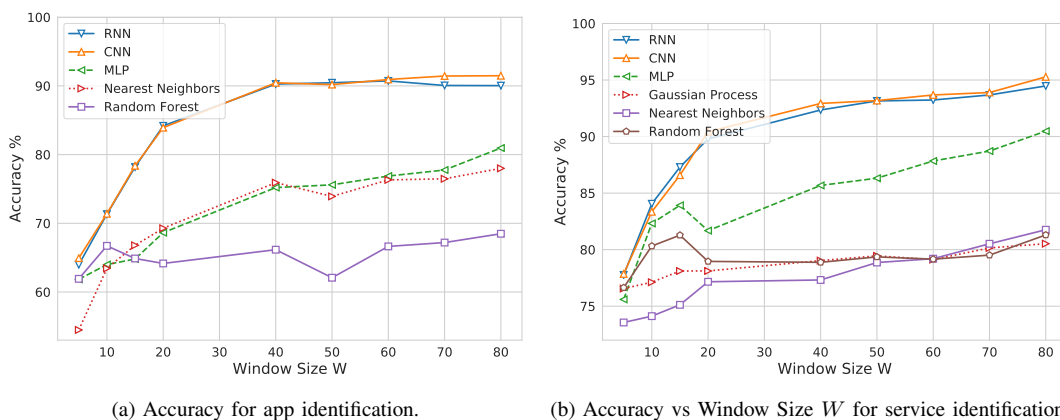 100
90
80
70
60
Accuracy %
RNN
CNN
MLP
Nearest Neighbors
Random Forest
10 20 30 40 50 60 70 80
Window Size W
(a) Accuracy for app identification.
100
95
90
85
80
75
Accuracy %
RNN
CNN
MLP
Gaussian Process
Nearest Neighbors
Random Forest
10 20 30 40 50 60 70 80
Window Size W
(b) Accuracy vs Window Size W for service identification